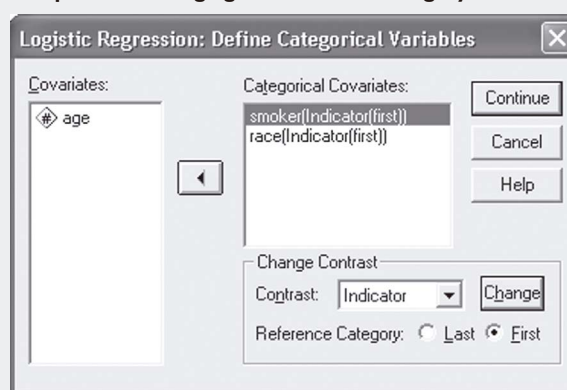 Logistic Regression: Define Categorical Variables
Covariates:
age
Categorical Covariates:
smoker(Indicator(first))
race(Indicator(first))
Continue
Cancel
Help
Change Contrast
Contrast: Indicator Change
Reference Category: Last First